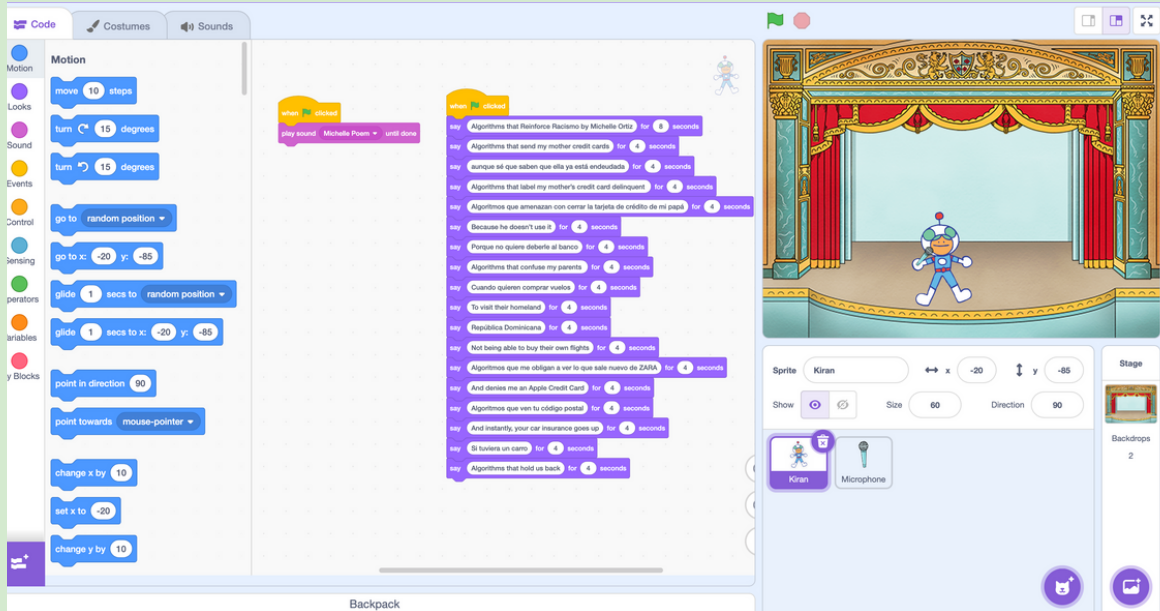 Code
Costumes
Sounds
Motion
Looks
Sound
Events
Control
ensing
perators
ariables
y Blocks
Motion
move 10 steps
turn 15 degrees
turn 15 degrees
go to random position
go to x: -20 y: -85
glide 1 secs to random position
glide 1 secs to x: -20 y: -85
point in direction 90
point towards mouse-pointer
change x by 10
set x to -20
change y by 10
when clicked
play sound Michelle Poem until done
when clicked
say Algorithms that Reinforce Racismo by Michelle Ortiz for 8 seconds
say Algorithms that send my mother credit cards for 4 seconds
say aunque sé que saben que ella ya está endeudada for 4 seconds
say Algorithms that label my mother's credit card delinquent for 4 seconds
say Algoritmos que amenazan con cerrar la tarjeta de crédito de mi papá for 4 seconds
say Because he doesn't use it for 4 seconds
say Porque no quiere deberle al banco for 4 seconds
say Algorithms that confuse my parents for 4 seconds
say Cuando quieren comprar vuelos for 4 seconds
say To visit their homeland for 4 seconds
say República Dominicana for 4 seconds
say Not being able to buy their own flights for 4 seconds
say Algoritmos que me obligan a ver lo que sale nuevo de ZARA for 4 seconds
say And denies me an Apple Credit Card for 4 seconds
say Algoritmos que ven tu código postal for 4 seconds
say And instantly, your car insurance goes up for 4 seconds
say Si tuviera un carro for 4 seconds
say Algorithms that hold us back for 4 seconds
Backpack
Sprite Kiran x -20 y -85
Show Size 60 Direction 90
Kiran
Microphone
Stage
Backdrops
2